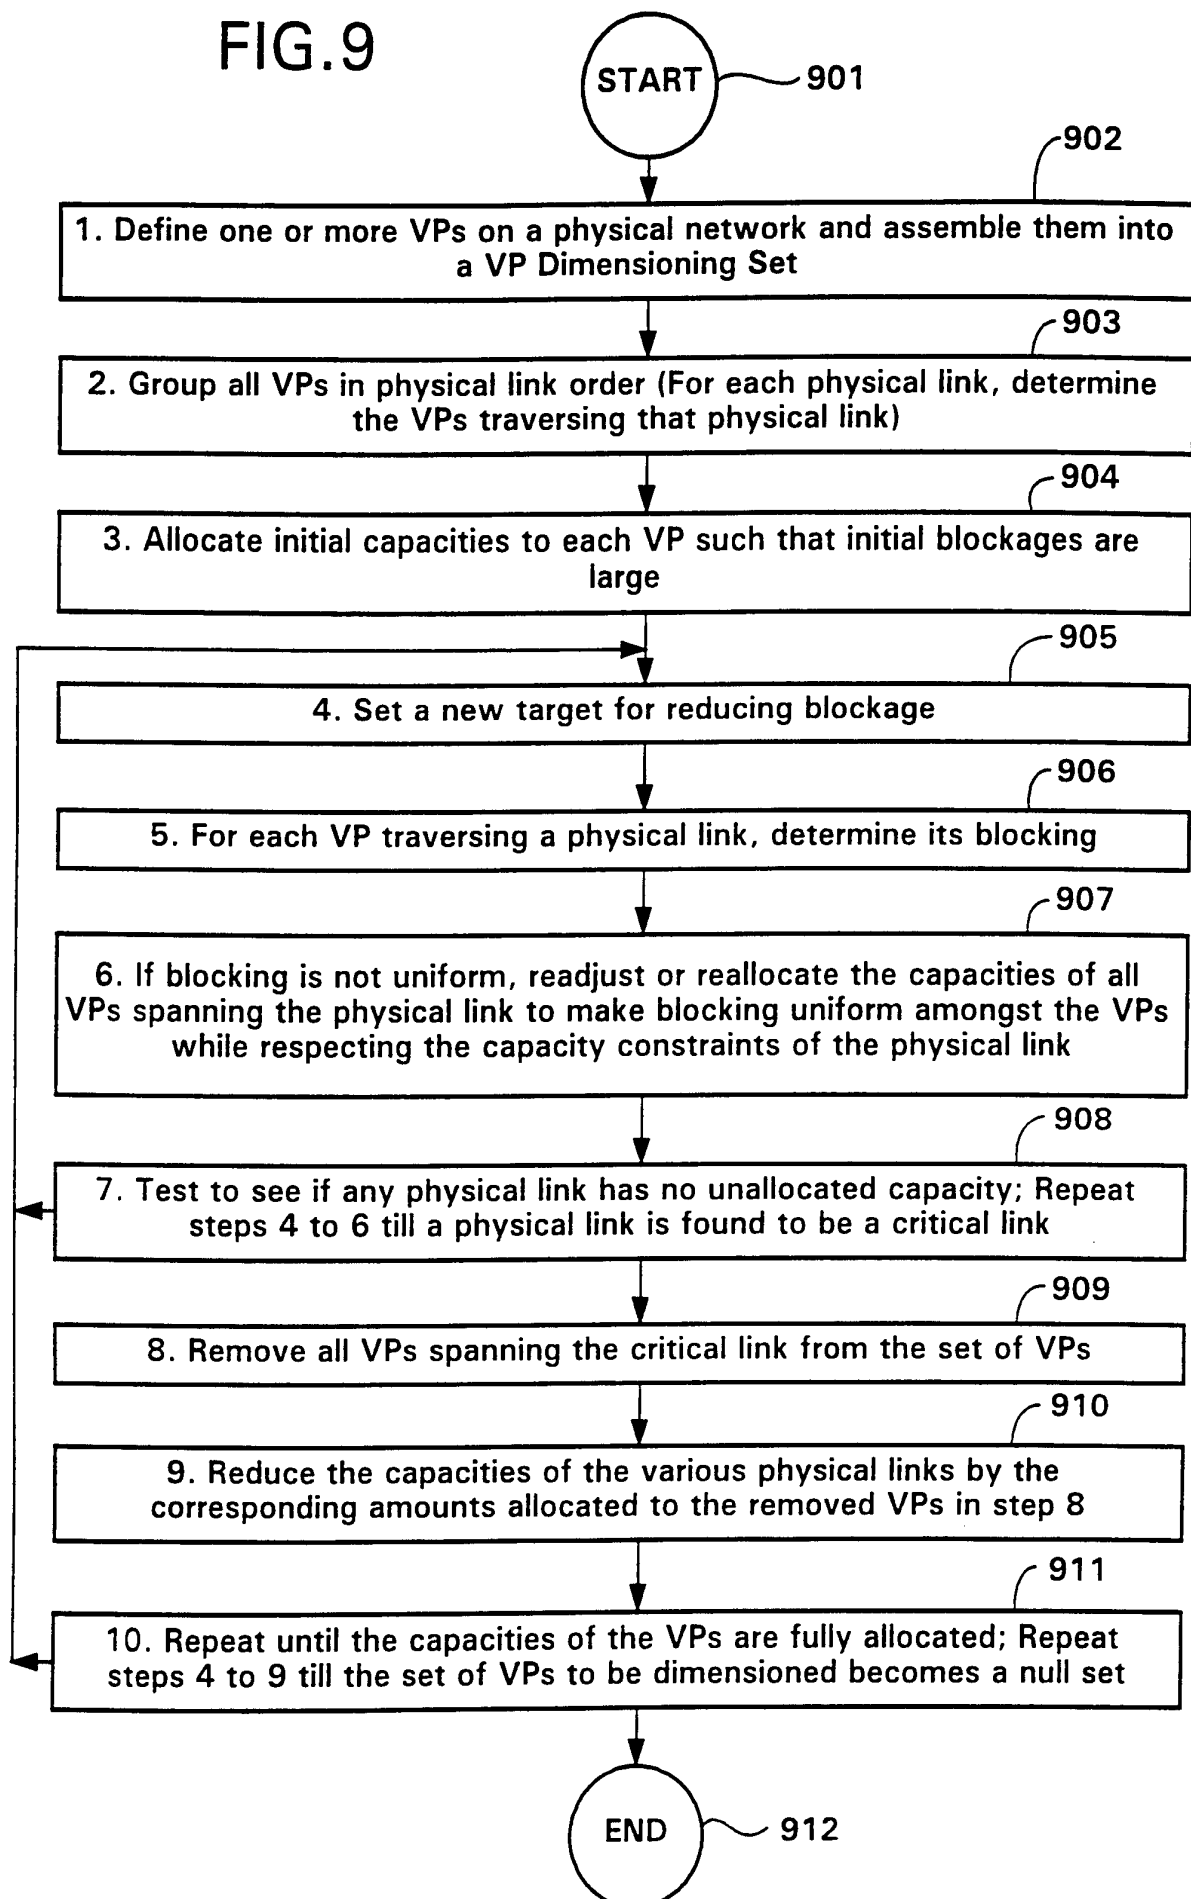 FIG.9
START
901
902
1. Define one or more VPs on a physical network and assemble them into
a VP Dimensioning Set
903
2. Group all VPs in physical link order (For each physical link, determine
the VPs traversing that physical link)
904
3. Allocate initial capacities to each VP such that initial blockages are
large
905
4. Set a new target for reducing blockage
906
5. For each VP traversing a physical link, determine its blocking
907
6. If blocking is not uniform, readjust or reallocate the capacities of all
VPs spanning the physical link to make blocking uniform amongst the VPs
while respecting the capacity constraints of the physical link
908
7. Test to see if any physical link has no unallocated capacity; Repeat
steps 4 to 6 till a physical link is found to be a critical link
909
8. Remove all VPs spanning the critical link from the set of VPs
910
9. Reduce the capacities of the various physical links by the
corresponding amounts allocated to the removed VPs in step 8
911
10. Repeat until the capacities of the VPs are fully allocated; Repeat
steps 4 to 9 till the set of VPs to be dimensioned becomes a null set
END
912